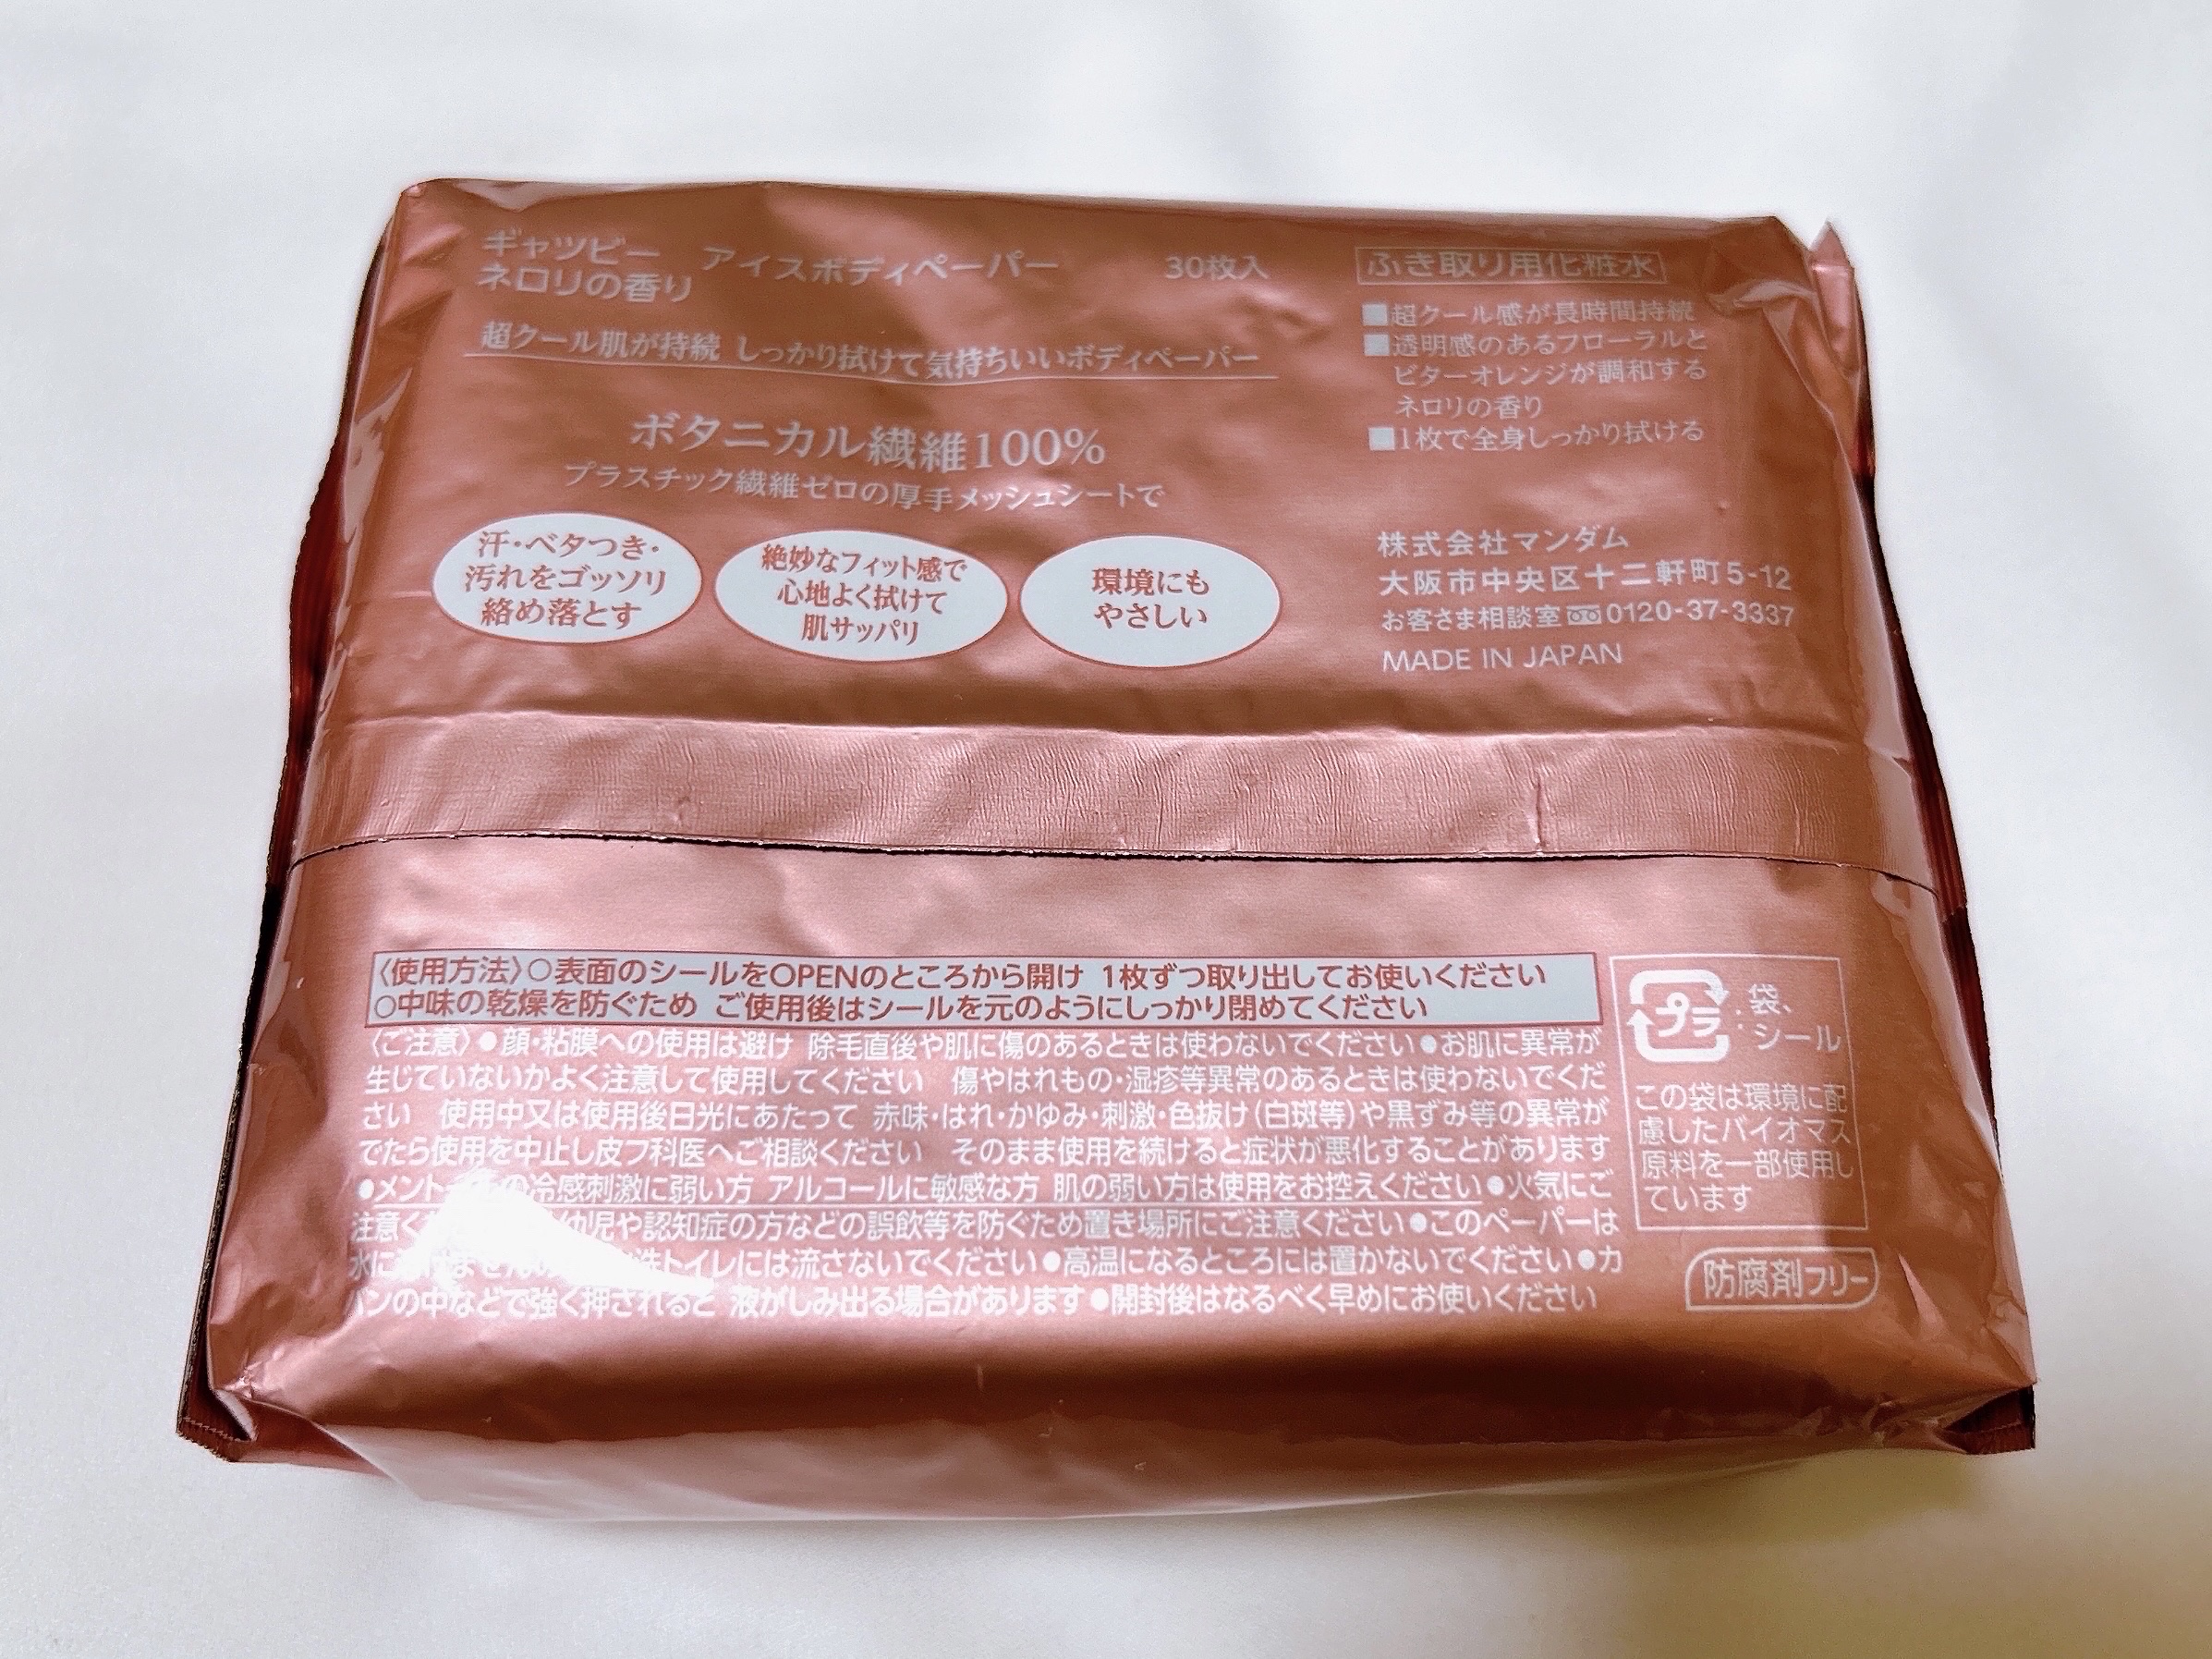 ギャツビー アイスボディペーパー 30枚入
ネロリの香り
超クール肌が持続 しっかり拭けて気持ちいいボディペーパー
ボタニカル繊維100%
プラスチック繊維ゼロの厚手メッシュシートで
汗・ベタつき・
汚れをゴッソリ
絡め落とす
絶妙なフィット感で
心地よく拭けて
肌サッパリ
環境にも
やさしい
ふき取り用化粧水
■超クール感が長時間持続
■透明感のあるフローラルと
ビターオレンジが調和する
ネロリの香り
■1枚で全身しっかり拭ける
株式会社マンダム
大阪市中央区十二軒町5-12
お客さま相談室 0120-37-3337
MADE IN JAPAN
〈使用方法〉○表面のシールをOPENのところから開け 1枚ずつ取り出してお使いください
○中味の乾燥を防ぐため ご使用後はシールを元のようにしっかり閉めてください
〈ご注意〉●顔・粘膜への使用は避け 除毛直後や肌に傷のあるときは使わないでください●お肌に異常が
生じていないかよく注意して使用してください 傷やはれもの・湿疹等異常のあるときは使わないでくだ
さい 使用中又は使用後日光にあたって 赤味・はれ・かゆみ・刺激・色抜け(白斑等)や黒ずみ等の異常が
でたら使用を中止し皮フ科医へご相談ください そのまま使用を続けると症状が悪化することがあります
●メント の冷感刺激に弱い方 アルコールに敏感な方 肌の弱い方は使用をお控えください●火気にご
注意く 幼児や認知症の方などの誤飲等を防ぐため置き場所にご注意ください●このペーパーは
水に トイレには流さないでください●高温になるところには置かないでください●カ
バンの中などで強く押されると 液がしみ出る場合があります●開封後はなるべく早めにお使いください
プラ
:袋、
シール
この袋は環境に配
慮したバイオマス
原料を一部使用し
ています
防腐剤フリー